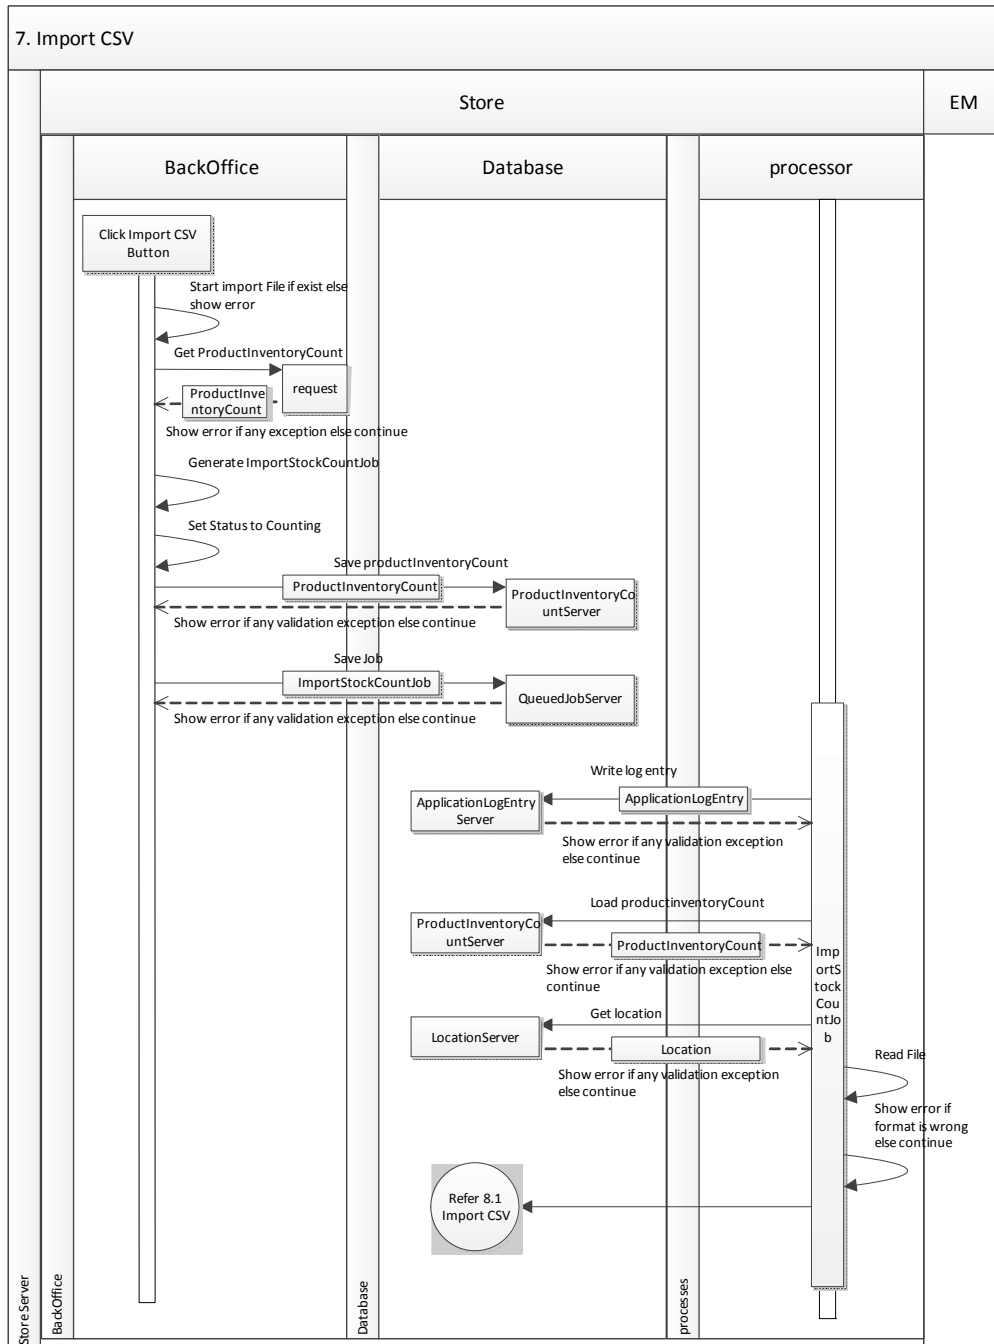 7. Import CSV
Store
EM
BackOffice
Database
processor
Click Import CSV
Button
Start import File if exist else
show error
Get ProductInventoryCount
request
ProductInve
ntoryCount
Show error if any exception else continue
Generate ImportStockCountJob
Set Status to Counting
Save productInventoryCount
ProductInventoryCount
ProductInventoryCo
untServer
Show error if any validation exception else continue
Save Job
ImportStockCountJob
QueuedJobServer
Show error if any validation exception else continue
Write log entry
ApplicationLogEntry
ApplicationLogEntry
Server
Show error if any validation exception
else continue
Load productinventoryCount
ProductInventoryCo
untServer
ProductInventoryCount
Show error if any validation exception else
continue
Imp
ortS
tock
Cou
ntJo
b
Get location
LocationServer
Location
Show error if any validation exception
else continue
Read File
Show error if
format is wrong
else continue
Refer 8.1
Import CSV
Store Server
BackOffice
Database
processes